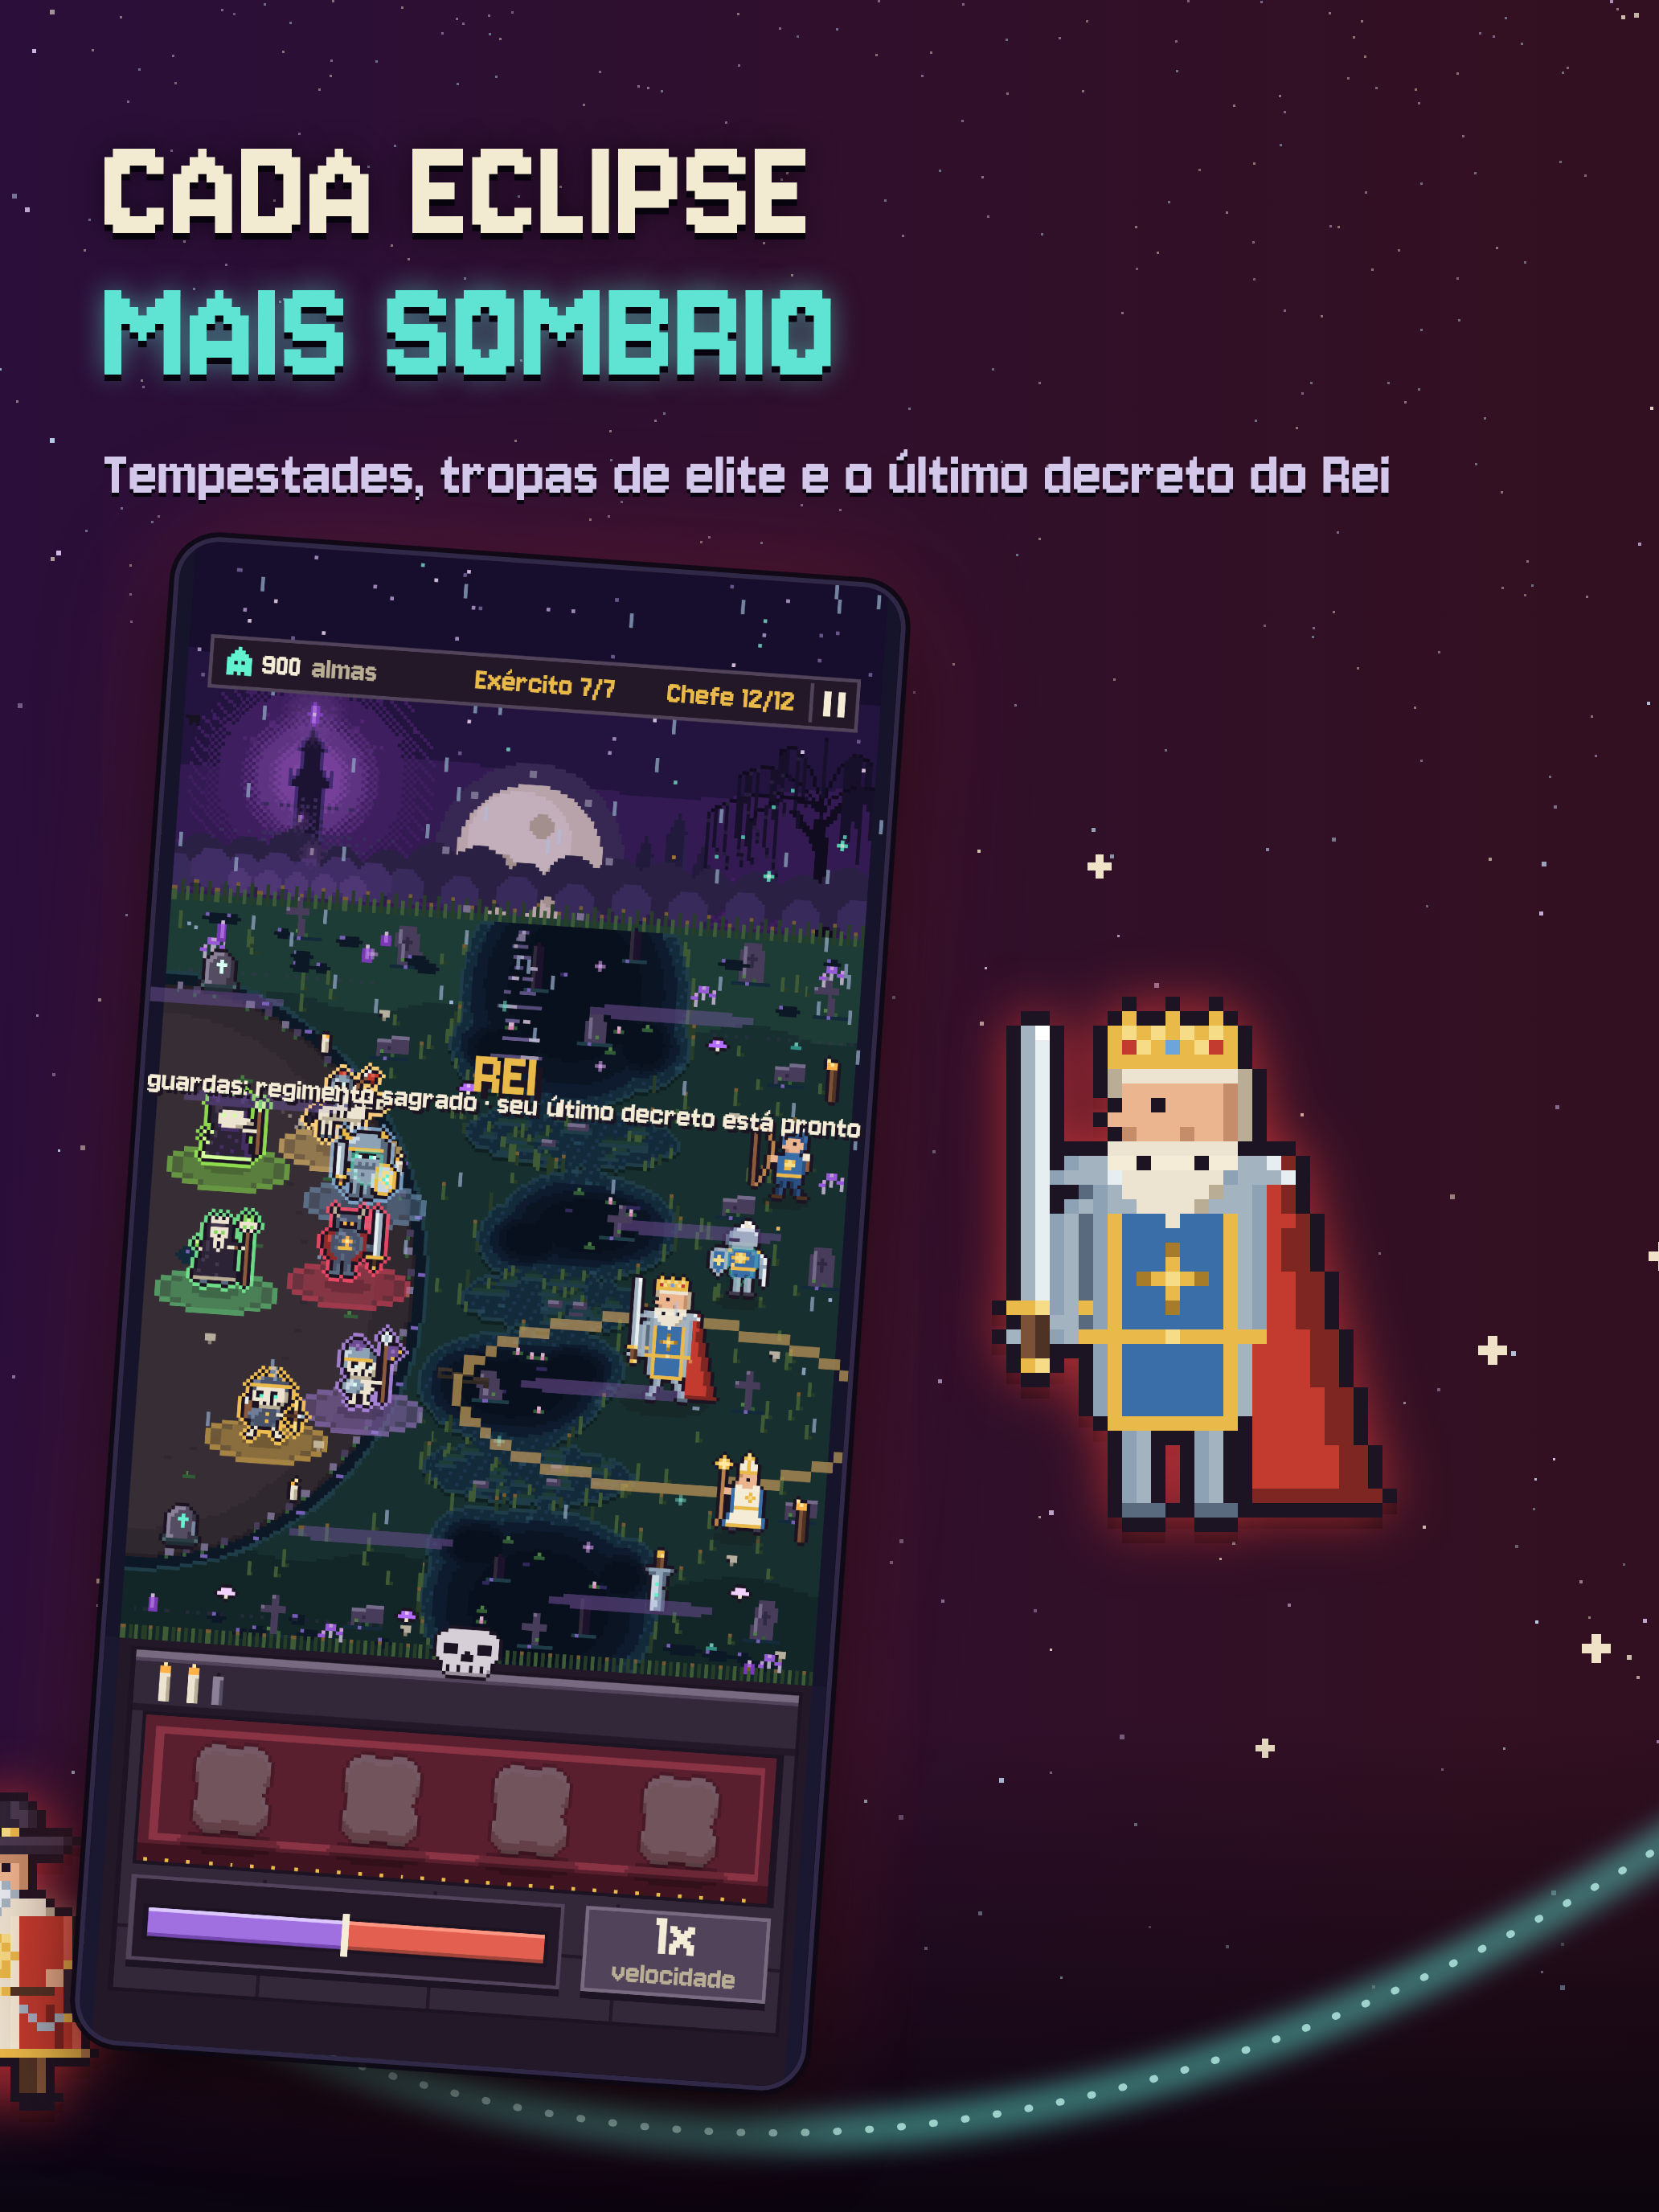 CADA ECLIPSE
MAIS SOMBRIO
Tempestades, tropas de elite e o último decreto do Rei
900 almas
Exército 7/7
Chefe 12/12
REI
guardas: regimento sagrado · seu último decreto está pronto
1x
velocidade